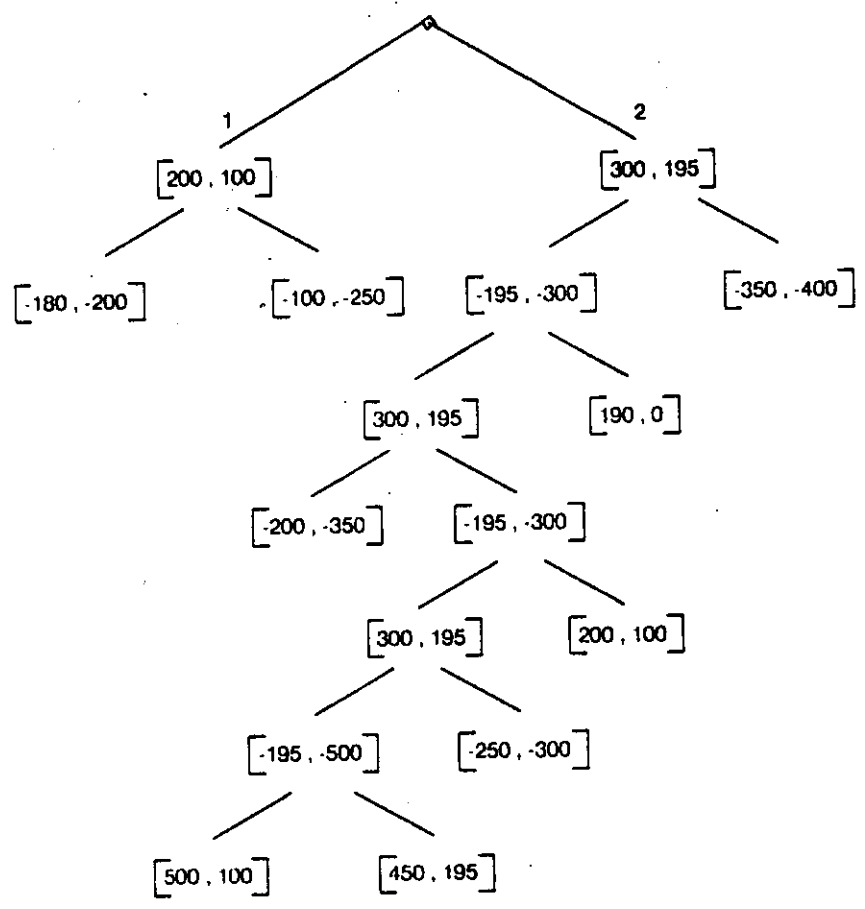 1
2
[200 , 100]
[300 , 195]
[-180 , -200]
[-100 , -250]
[-195 , -300]
[-350 , -400]
[300 , 195]
[190 , 0]
[-200 , -350]
[-195 , -300]
[300 , 195]
[200 , 100]
[-195 , -500]
[-250 , -300]
[500 , 100]
[450 , 195]